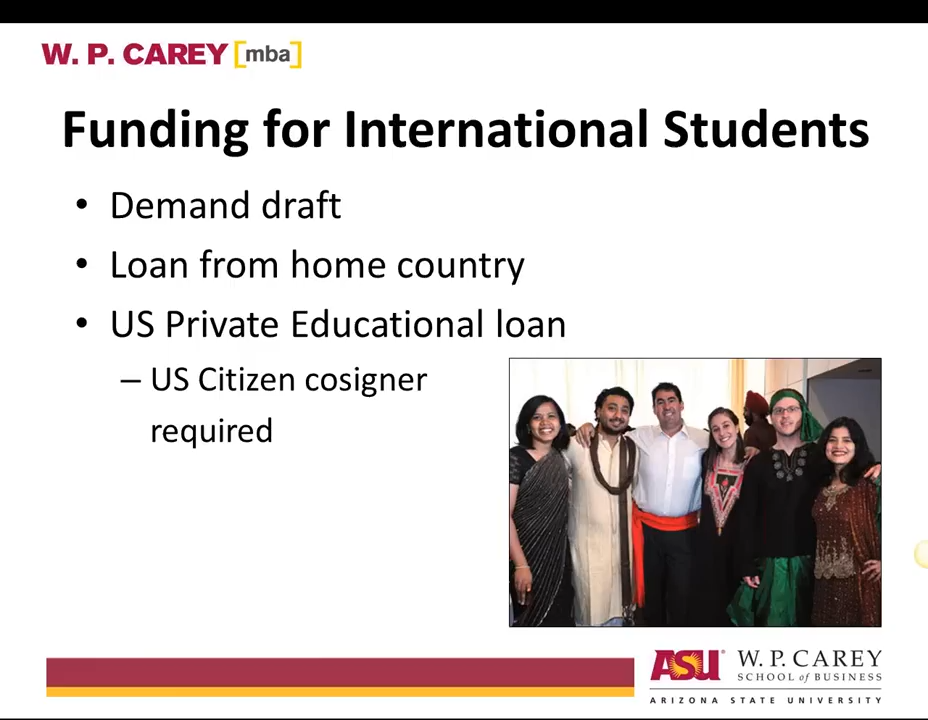 W. P. CAREY [mba]
Funding for International Students
• Demand draft
• Loan from home country
• US Private Educational loan
– US Citizen cosigner
required
ASU® W. P. CAREY
SCHOOL of BUSINESS
ARIZONA STATE UNIVERSITY